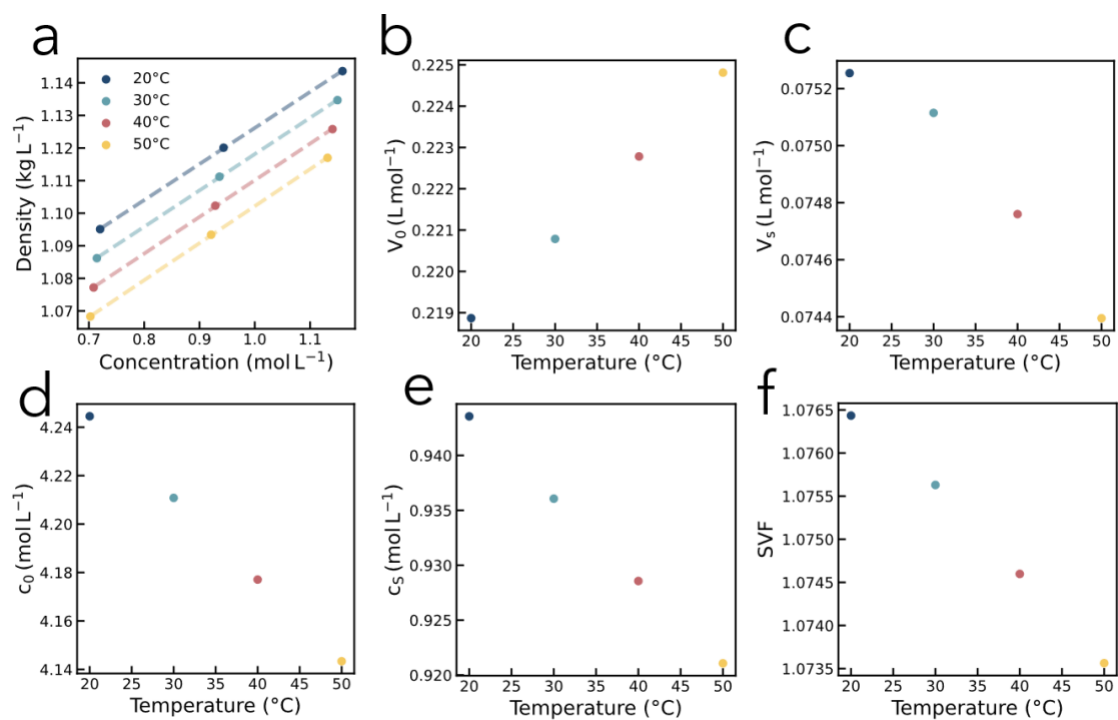 a
Density (kg L⁻¹)
1.14
1.13
1.12
1.11
1.10
1.09
1.08
1.07
20°C
30°C
40°C
50°C
0.7 0.8 0.9 1.0 1.1
Concentration (mol L⁻¹)
b
V₀ (L mol⁻¹)
0.225
0.224
0.223
0.222
0.221
0.220
0.219
20 25 30 35 40 45 50
Temperature (°C)
c
Vₛ (L mol⁻¹)
0.0752
0.0750
0.0748
0.0746
0.0744
20 25 30 35 40 45 50
Temperature (°C)
d
c₀ (mol L⁻¹)
4.24
4.22
4.20
4.18
4.16
4.14
20 25 30 35 40 45 50
Temperature (°C)
e
cₛ (mol L⁻¹)
0.940
0.935
0.930
0.925
0.920
20 25 30 35 40 45 50
Temperature (°C)
f
SVF
1.0765
1.0760
1.0755
1.0750
1.0745
1.0740
1.0735
20 25 30 35 40 45 50
Temperature (°C)